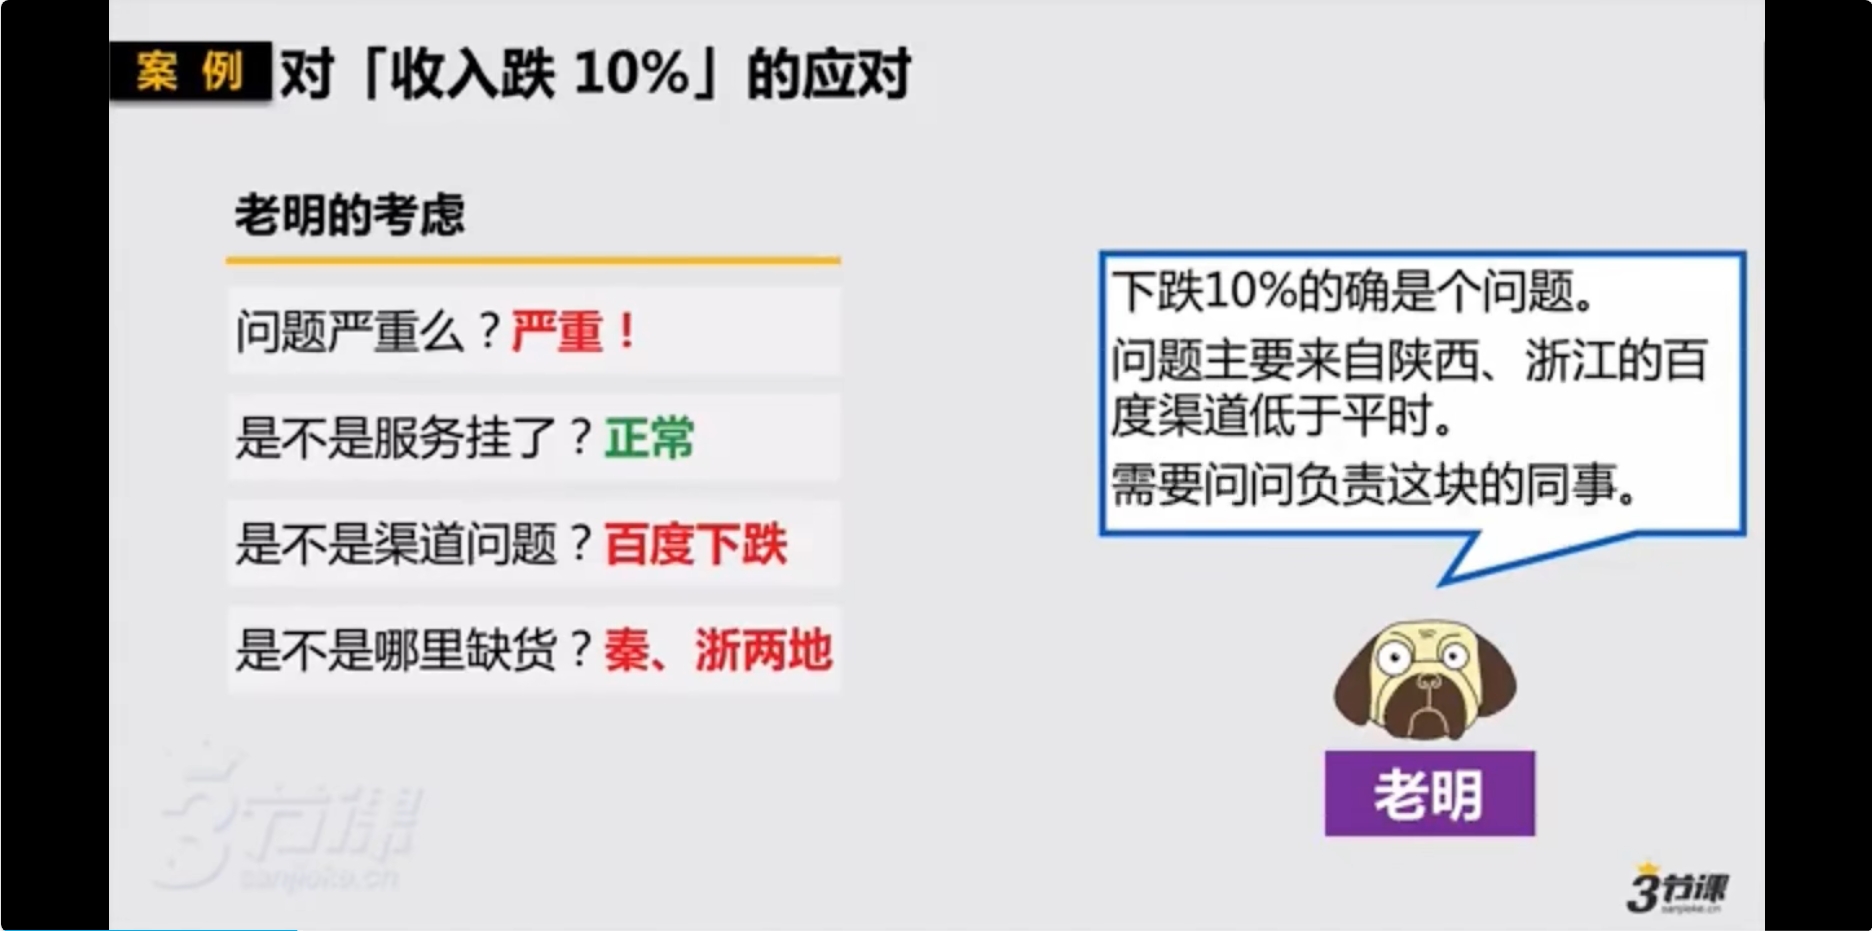 案 例 对「收入跌 10%」的应对
老明的考虑
问题严重么？严重！
是不是服务挂了？正常
是不是渠道问题？百度下跌
是不是哪里缺货？秦、浙两地
下跌10%的确是个问题。
问题主要来自陕西、浙江的百
度渠道低于平时。
需要问问负责这块的同事。
老明
3节课
sanjieke.cn
3节课
sanjieke.cn